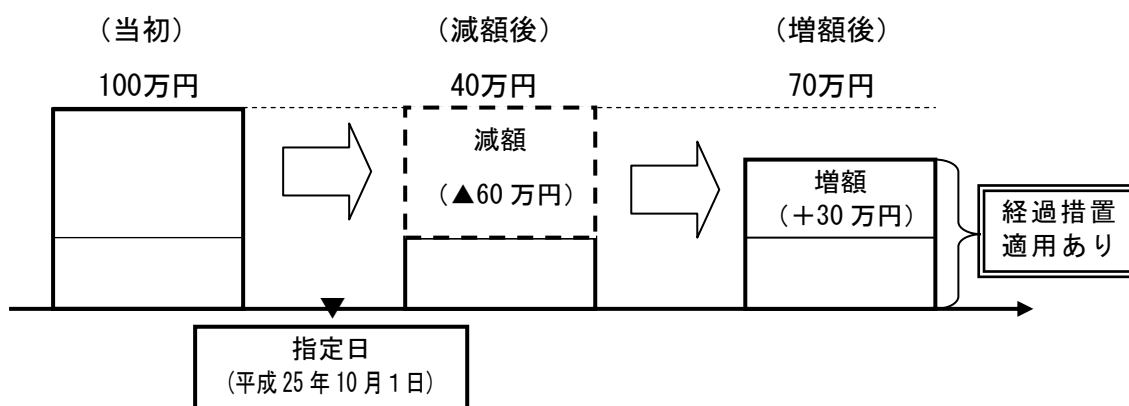 （当初）
（減額後）
（増額後）
100万円
40万円
70万円
減額
（▲60 万円）
増額
（＋30 万円）
経過措置
適用あり
指定日
（平成 25 年 10 月 1 日）